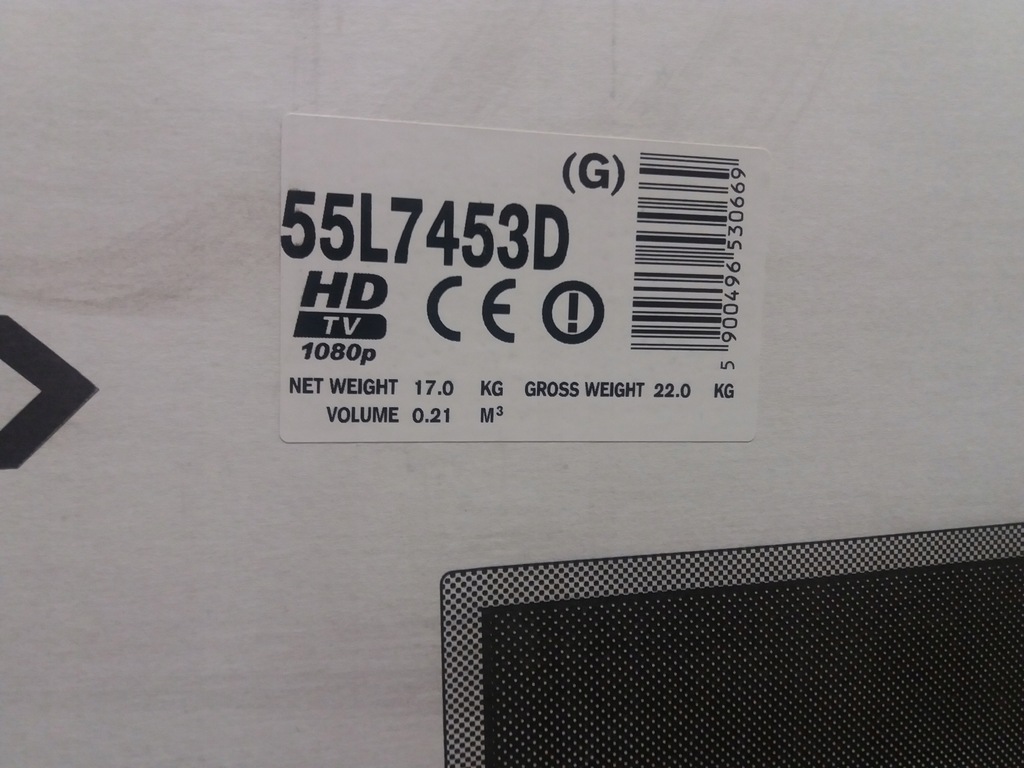 (G)
55L7453D
HD
TV
1080p
CE
NET WEIGHT 17.0 KG GROSS WEIGHT 22.0 KG
VOLUME 0.21 M³
5 900496 530669